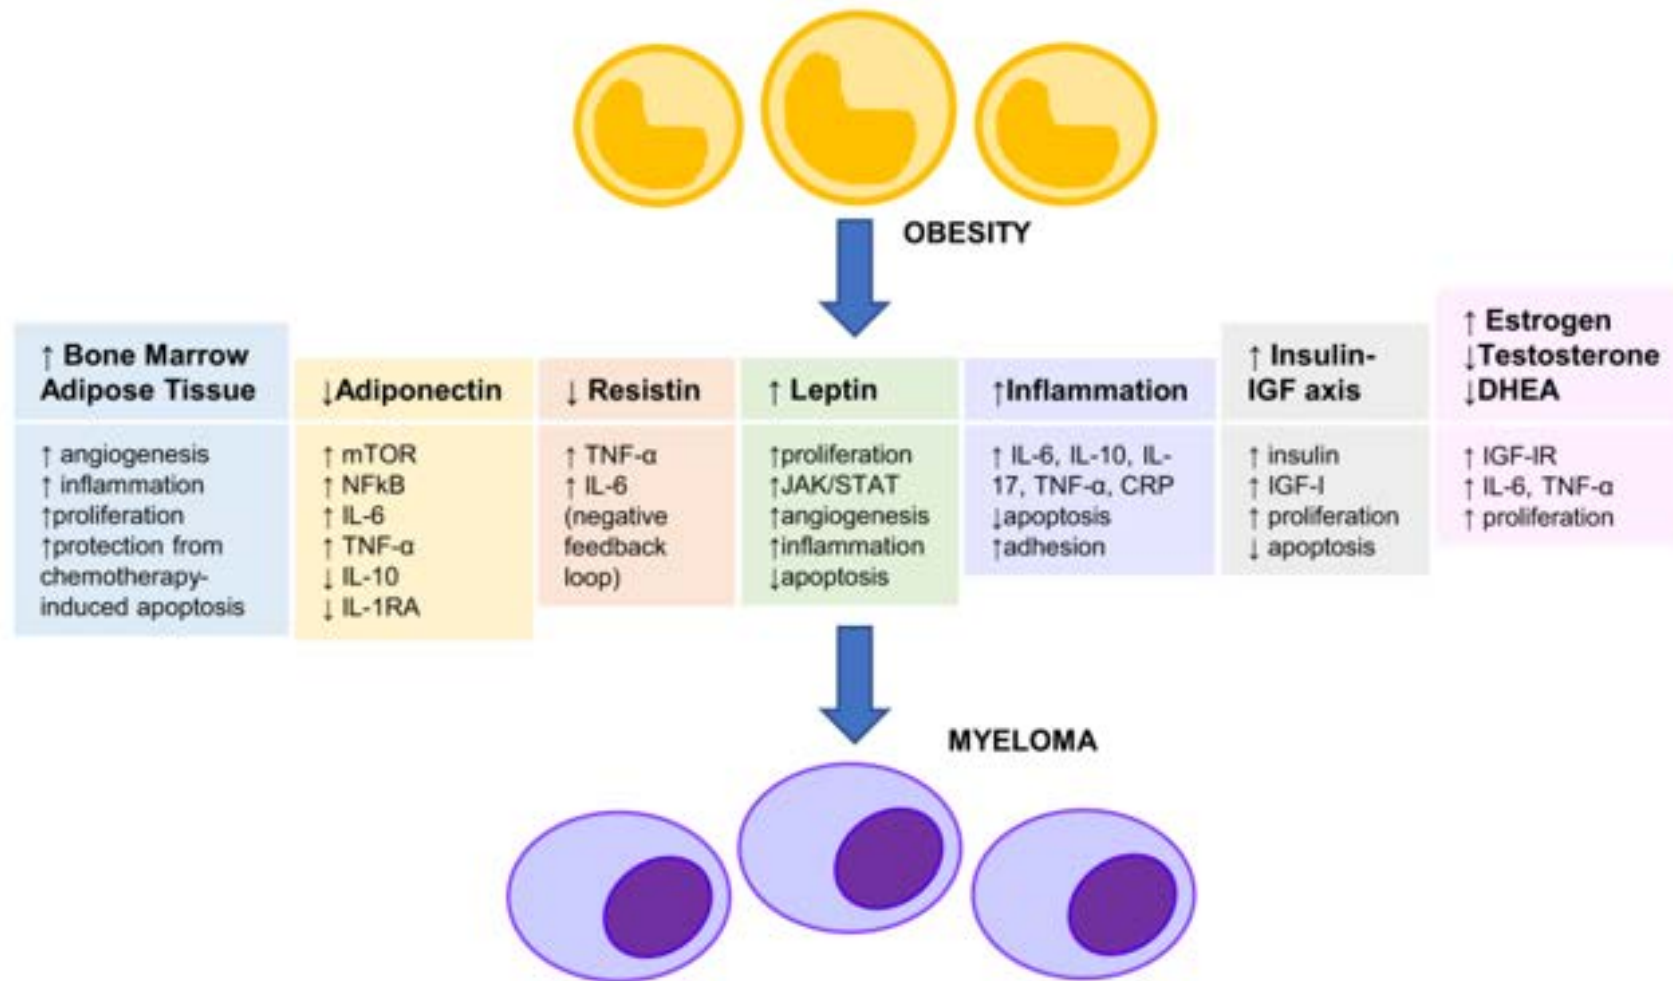 OBESITY
↑ Bone Marrow
Adipose Tissue
↑ angiogenesis
↑ inflammation
↑proliferation
↑protection from
chemotherapy-
induced apoptosis
↓Adiponectin
↑ mTOR
↑ NFkB
↑ IL-6
↑ TNF-α
↓ IL-10
↓ IL-1RA
↓ Resistin
↑ TNF-α
↑ IL-6
(negative
feedback
loop)
↑ Leptin
↑proliferation
↑JAK/STAT
↑angiogenesis
↑inflammation
↓apoptosis
↑Inflammation
↑ IL-6, IL-10, IL-
17, TNF-α, CRP
↓apoptosis
↑adhesion
↑ Insulin-
IGF axis
↑ insulin
↑ IGF-I
↑ proliferation
↓ apoptosis
↑ Estrogen
↓Testosterone
↓DHEA
↑ IGF-IR
↑ IL-6, TNF-α
↑ proliferation
MYELOMA